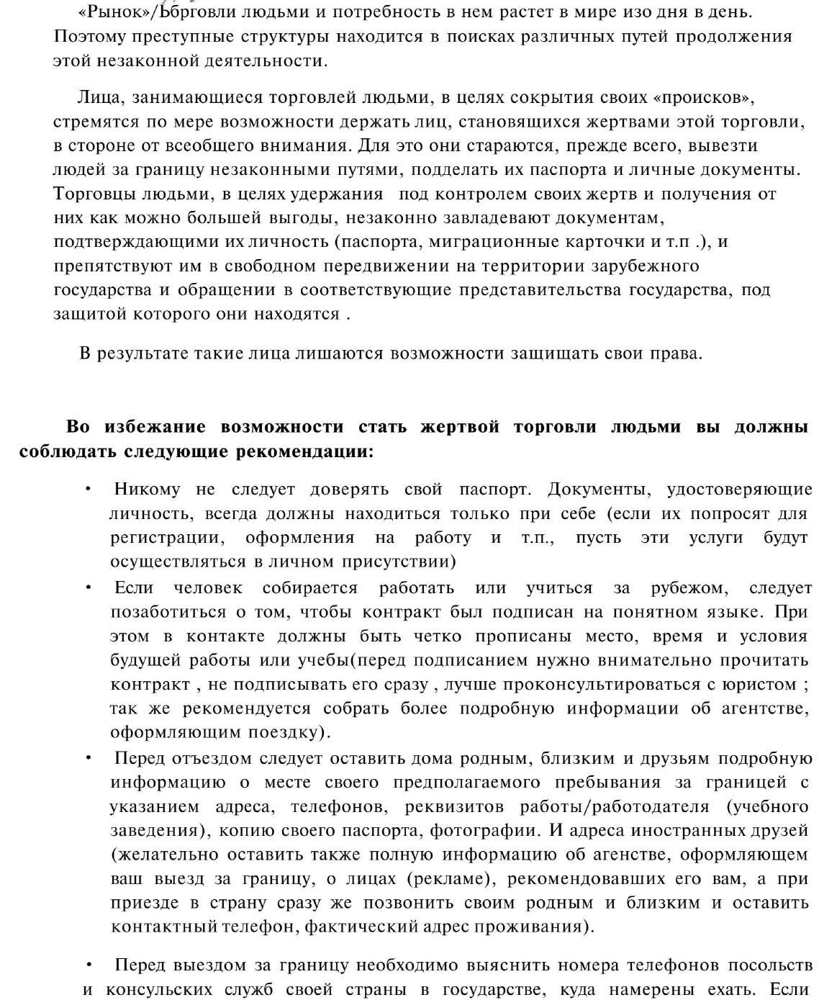 «Рынок»/Ьбрговли людьми и потребность в нем растет в мире изо дня в день.
Поэтому преступные структуры находится в поисках различных путей продолжения
этой незаконной деятельности.
Лица, занимающиеся торговлей людьми, в целях сокрытия своих «происков»,
стремятся по мере возможности держать лиц, становящихся жертвами этой торговли,
в стороне от всеобщего внимания. Для это они стараются, прежде всего, вывезти
людей за границу незаконными путями, подделать их паспорта и личные документы.
Торговцы людьми, в целях удержания под контролем своих жертв и получения от
них как можно большей выгоды, незаконно завладевают документам,
подтверждающими их личность (паспорта, миграционные карточки и т.п .), и
препятствуют им в свободном передвижении на территории зарубежного
государства и обращении в соответствующие представительства государства, под
защитой которого они находятся .
В результате такие лица лишаются возможности защищать свои права.
Во избежание возможности стать жертвой торговли людьми вы должны
соблюдать следующие рекомендации:
• Никому не следует доверять свой паспорт. Документы, удостоверяющие
личность, всегда должны находиться только при себе (если их попросят для
регистрации, оформления на работу и т.п., пусть эти услуги будут
осуществляться в личном присутствии)
• Если человек собирается работать или учиться за рубежом, следует
позаботиться о том, чтобы контракт был подписан на понятном языке. При
этом в контакте должны быть четко прописаны место, время и условия
будущей работы или учебы(перед подписанием нужно внимательно прочитать
контракт , не подписывать его сразу , лучше проконсультироваться с юристом ;
так же рекомендуется собрать более подробную информации об агентстве,
оформляющим поездку).
• Перед отъездом следует оставить дома родным, близким и друзьям подробную
информацию о месте своего предполагаемого пребывания за границей с
указанием адреса, телефонов, реквизитов работы/работодателя (учебного
заведения), копию своего паспорта, фотографии. И адреса иностранных друзей
(желательно оставить также полную информацию об агенстве, оформляющем
ваш выезд за границу, о лицах (рекламе), рекомендовавших его вам, а при
приезде в страну сразу же позвонить своим родным и близким и оставить
контактный телефон, фактический адрес проживания).
• Перед выездом за границу необходимо выяснить номера телефонов посольств
и консульских служб своей страны в государстве, куда намерены ехать. Если